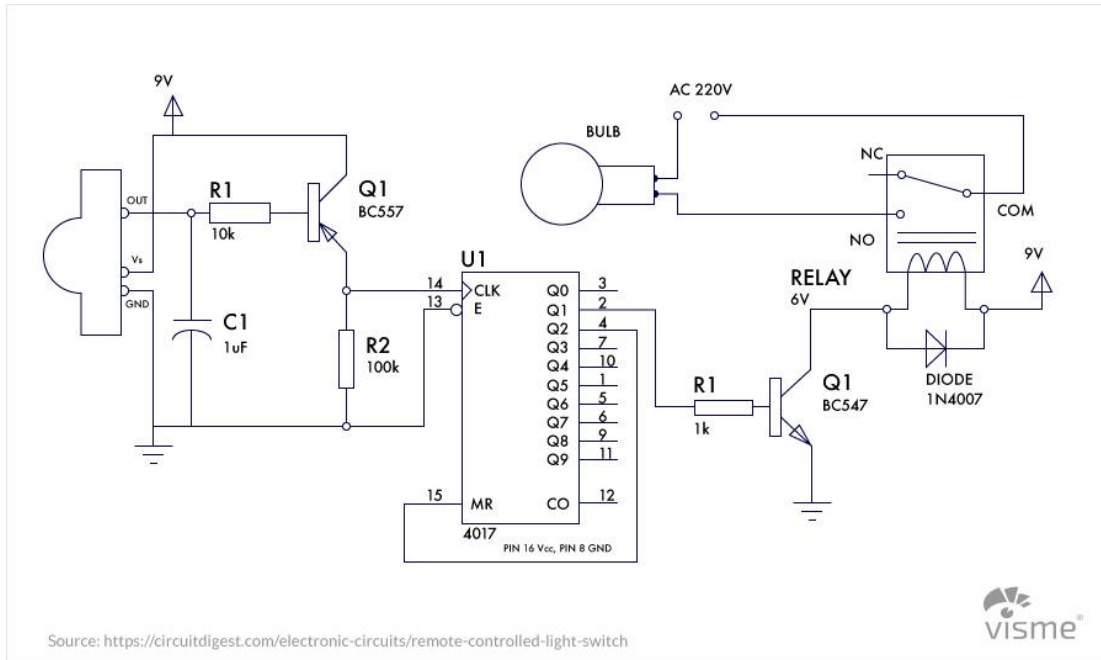 9V
AC 220V
BULB
NC
OUT
R1
10k
Q1
BC557
COM
NO
Vs
GND
U1
RELAY
6V
9V
14
CLK
13
E
Q0
3
Q1
2
Q2
4
Q3
7
Q4
10
Q5
1
Q6
5
Q7
6
Q8
9
Q9
11
C1
1uF
R2
100k
R1
1k
Q1
BC547
DIODE
1N4007
15
MR
CO
12
4017
PIN 16 Vcc, PIN 8 GND
Source: https://circuitdigest.com/electronic-circuits/remote-controlled-light-switch
visme®